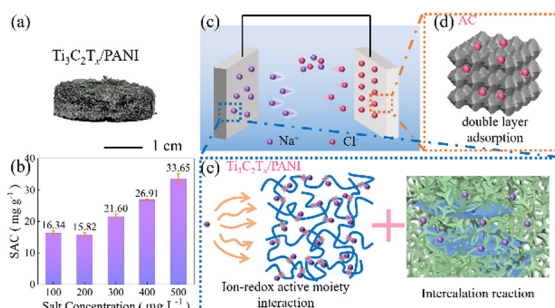 (a)
Ti₃C₂Tₓ/PANI
1 cm
(b)
SAC (mg g⁻¹)
40
30
20
10
0
16.34
15.82
21.60
26.91
33.65
100 200 300 400 500
Salt Concentration (mg L⁻¹)
(c)
Na⁺
Cl⁻
(d)
AC
double layer
adsorption
(e)
Ti₃C₂Tₓ/PANI
Ion-redox active moiety
interaction
Intercalation reaction